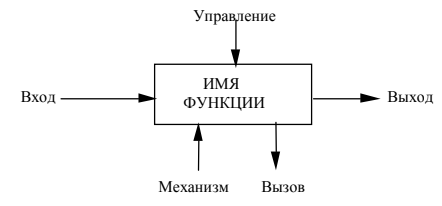 Управление
ИМЯ
ФУНКЦИИ
Вход
Выход
Механизм
Вызов